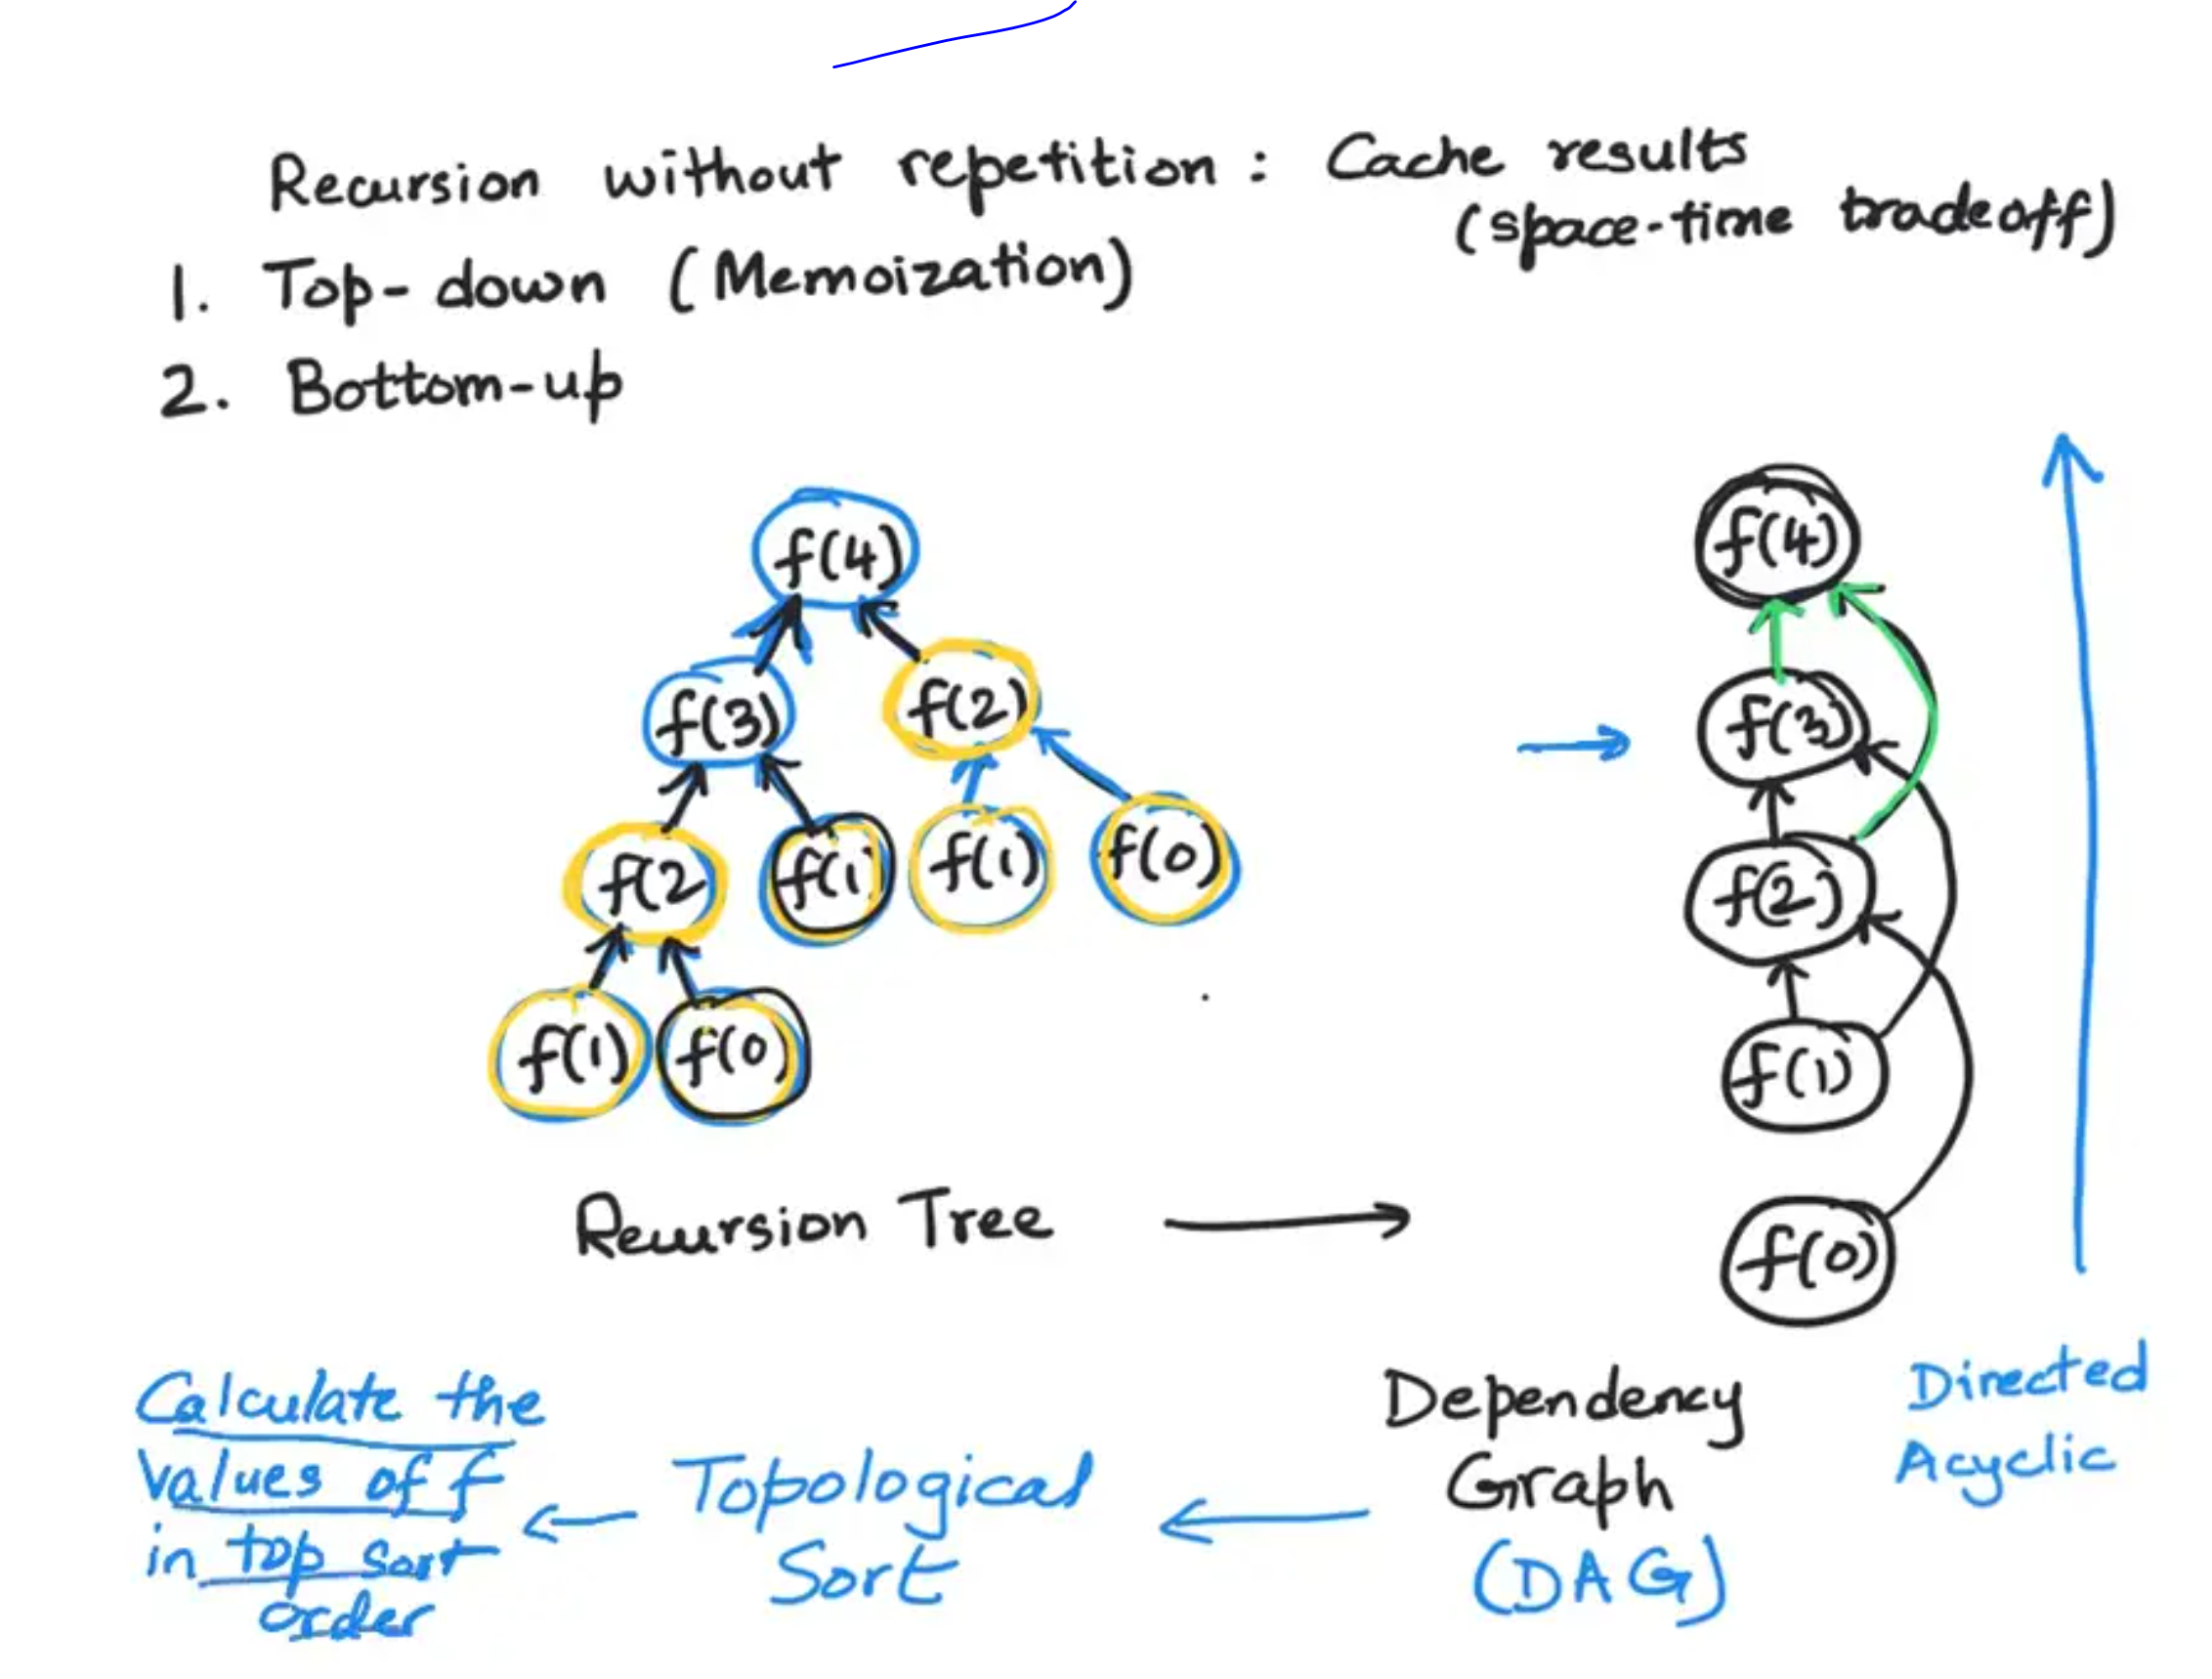 Recursion without repetition : Cache results
(space-time tradeoff)
1. Top-down (Memoization)
2. Bottom-up
f(4)
f(3) f(2)
f(2 f(1) f(1) f(0)
f(1) f(0)
f(4)
f(3)
f(2)
f(1)
f(0)
Recursion Tree
Dependency
Graph
(DAG)
Directed
Acyclic
Topological
Sort
Calculate the
values of f
in top sort
order